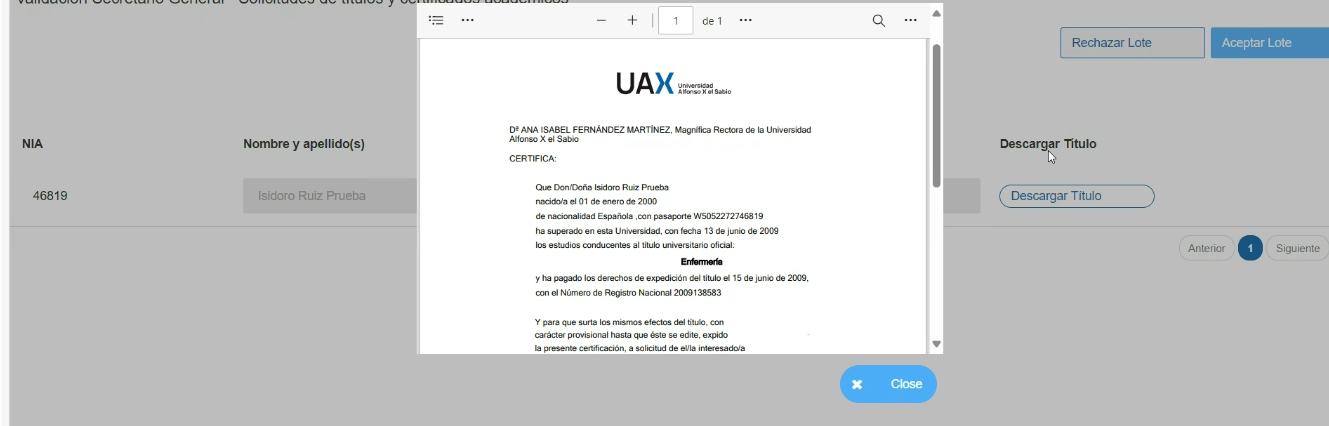 Validación Secretario General - Solicitudes de títulos y certificados académicos
1 de 1
Rechazar Lote
Aceptar Lote
UAX Universidad
Alfonso X el Sabio
Dª ANA ISABEL FERNÁNDEZ MARTÍNEZ, Magnífica Rectora de la Universidad
Alfonso X el Sabio
CERTIFICA:
NIA
Nombre y apellido(s)
Descargar Título
46819
Isidoro Ruiz Prueba
Descargar Título
Que Don/Doña Isidoro Ruiz Prueba
nacido/a el 01 de enero de 2000
de nacionalidad Española ,con pasaporte W5052272746819
ha superado en esta Universidad, con fecha 13 de junio de 2009
los estudios conducentes al título universitario oficial:
Enfermería
y ha pagado los derechos de expedición del título el 15 de junio de 2009,
con el Número de Registro Nacional 2009138583
Y para que surta los mismos efectos del título, con
carácter provisional hasta que éste se edite, expido
la presente certificación, a solicitud de el/la interesado/a
Anterior
1
Siguiente
Close